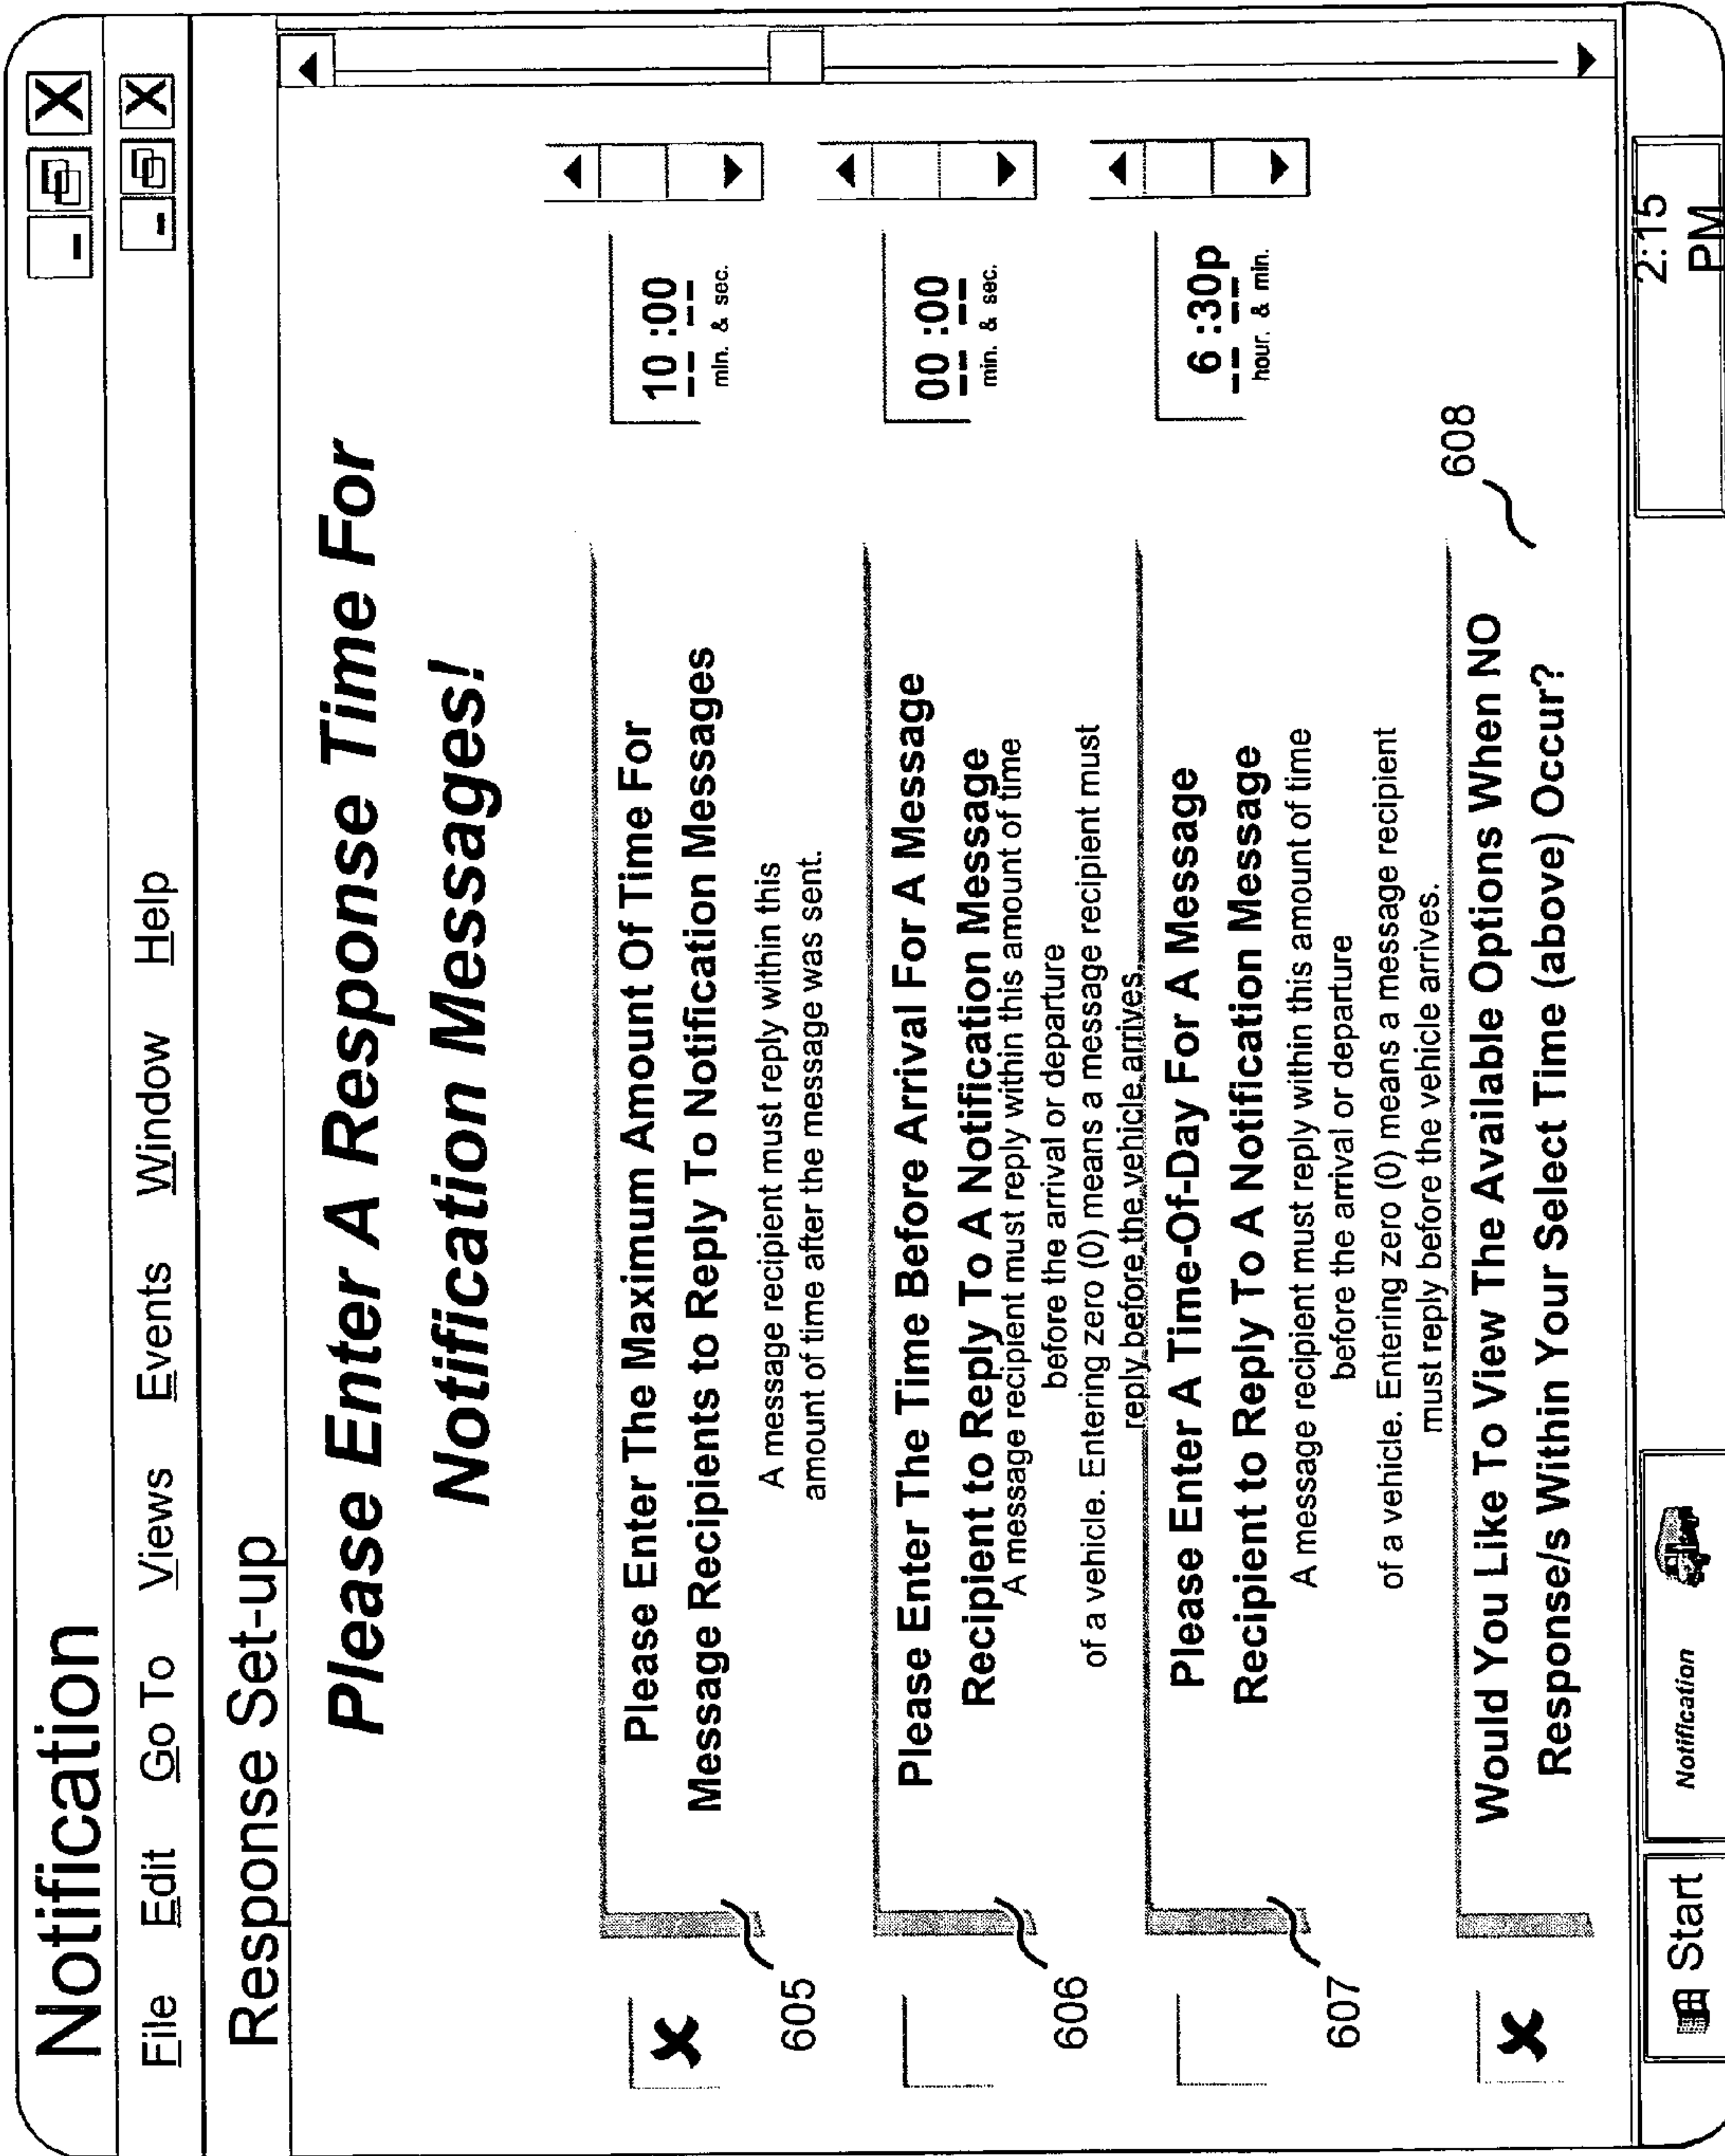 Notification
File Edit Go To Views Events Window Help
Response Set-up
Please Enter A Response Time For
Notification Messages!
Please Enter The Maximum Amount Of Time For
Message Recipients to Reply To Notification Messages
A message recipient must reply within this
amount of time after the message was sent.
10 :00
min. & sec.
605
Please Enter The Time Before Arrival For A Message
Recipient to Reply To A Notification Message
A message recipient must reply within this amount of time
before the arrival or departure
of a vehicle. Entering zero (0) means a message recipient must
reply before the vehicle arrives.
00 :00
min. & sec.
606
Please Enter A Time-Of-Day For A Message
Recipient to Reply To A Notification Message
A message recipient must reply within this amount of time
before the arrival or departure
of a vehicle. Entering zero (0) means a message recipient
must reply before the vehicle arrives.
6 :30p
hour. & min.
607
608
Would You Like To View The Available Options When NO
Response/s Within Your Select Time (above) Occur?
Start
Notification
2:15
PM